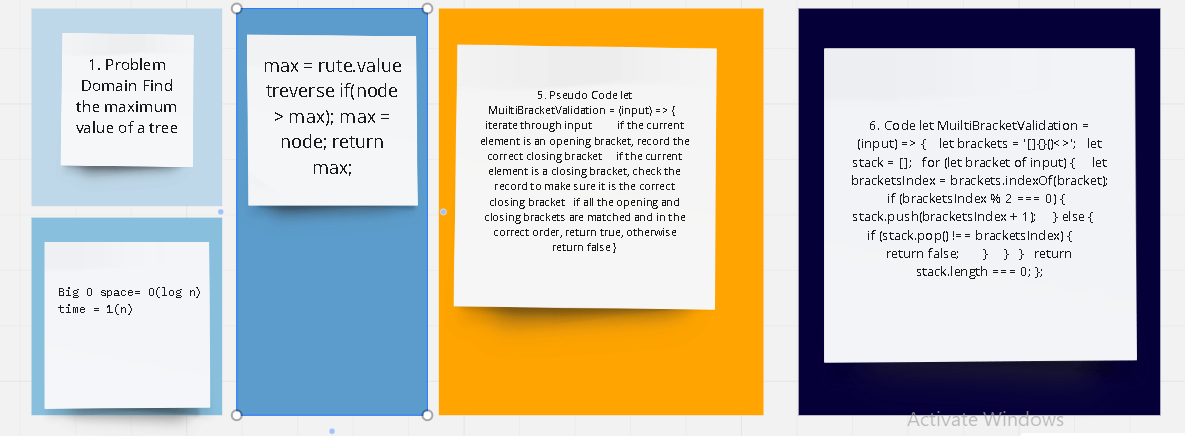 1. Problem
Domain Find
the maximum
value of a tree
Big O space= O(log n)
time = 1(n)
max = rute.value
treverse if(node
> max); max =
node; return
max;
5. Pseudo Code let
MuiltiBracketValidation = (input) => {
iterate through input if the current
element is an opening bracket, record the
correct closing bracket if the current
element is a closing bracket, check the
record to make sure it is the correct
closing bracket if all the opening and
closing brackets are matched and in the
correct order, return true, otherwise
return false }
6. Code let MuiltiBracketValidation =
(input) => { let brackets = '[]{}()<>'; let
stack = []; for (let bracket of input) { let
bracketsIndex = brackets.indexOf(bracket);
if (bracketsIndex % 2 === 0) {
stack.push(bracketsIndex + 1); } else {
if (stack.pop() !== bracketsIndex) {
return false; } } } return
stack.length === 0; };
Activate Windows